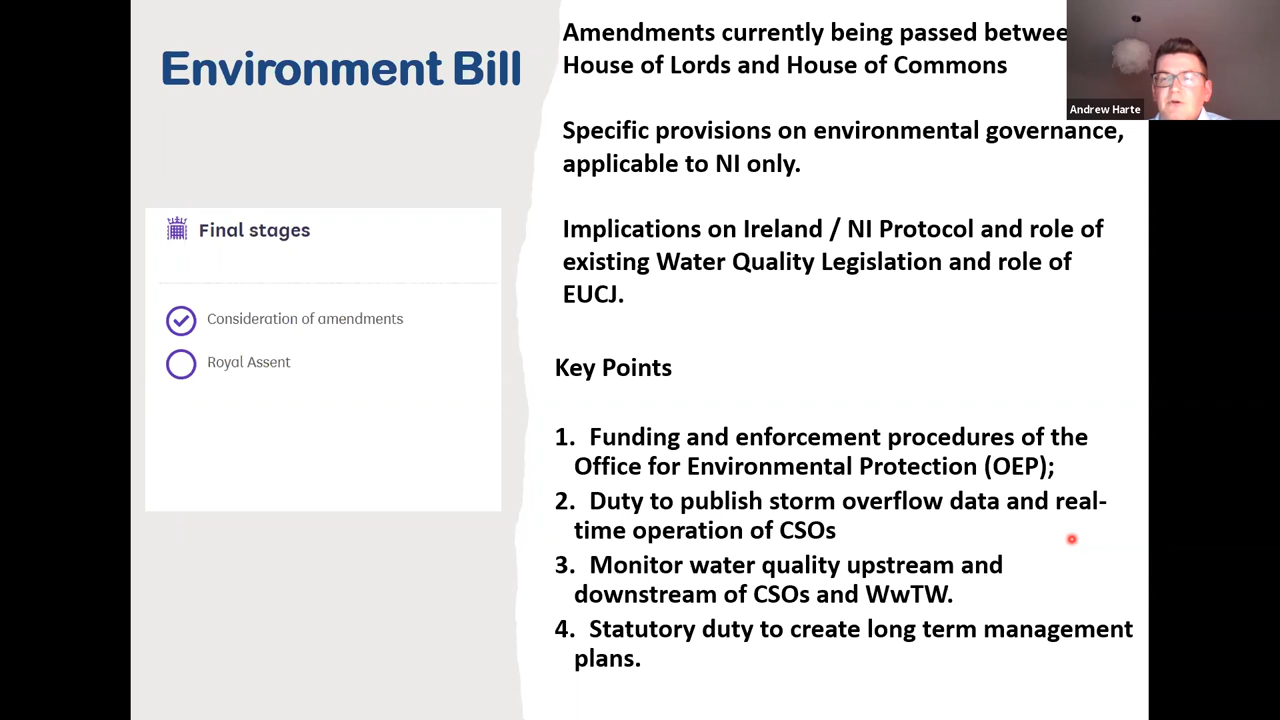 Environment Bill
Final stages
Consideration of amendments
Royal Assent
Amendments currently being passed
House of Lords and House of Commons
Specific provisions on environmental governance,
applicable to NI only.
Implications on Ireland / NI Protocol and role of
existing Water Quality Legislation and role of
EUCJ.
Key Points
1. Funding and enforcement procedures of the
Office for Environmental Protection (OEP);
2. Duty to publish storm overflow data and real-
time operation of CSOs
3. Monitor water quality upstream and
downstream of CSOs and WwTW.
4. Statutory duty to create long term management
plans.
Andrew Harte